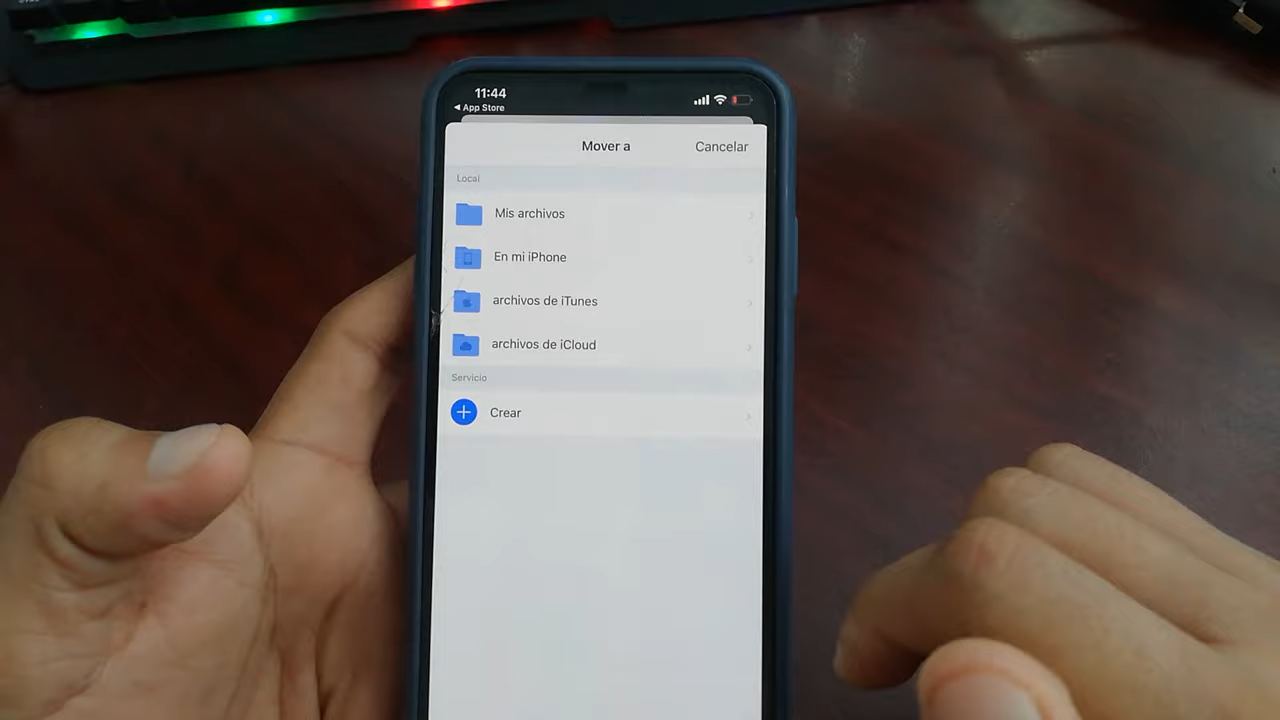 11:44
◀ App Store
Mover a
Cancelar
Local
Mis archivos
En mi iPhone
archivos de iTunes
archivos de iCloud
Servicio
Crear